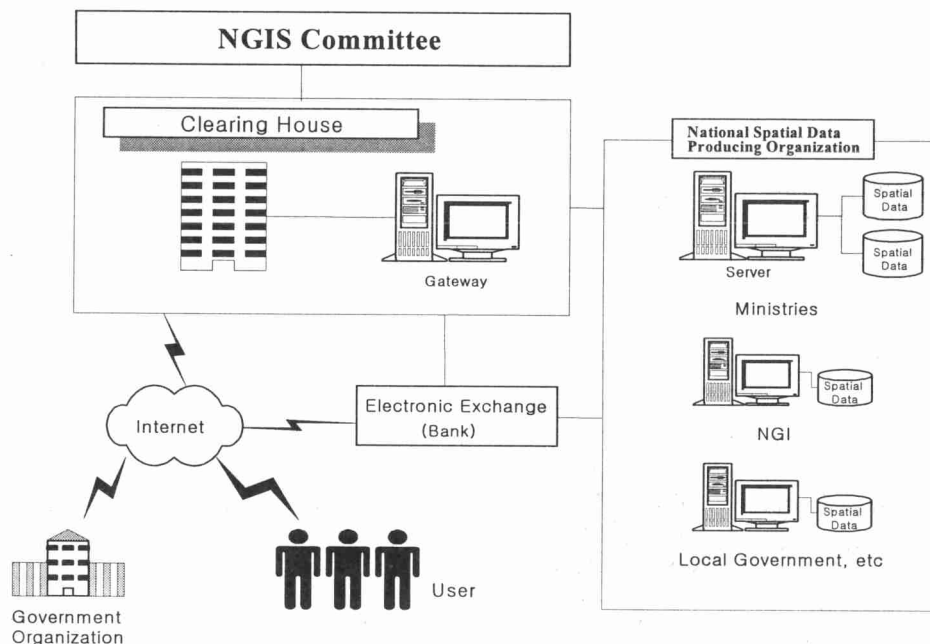 NGIS Committee
Clearing House
Gateway
National Spatial Data
Producing Organization
Spatial
Data
Spatial
Data
Server
Ministries
Spatial
Data
NGI
Spatial
Data
Local Government, etc
Internet
Electronic Exchange
(Bank)
User
Government
Organization